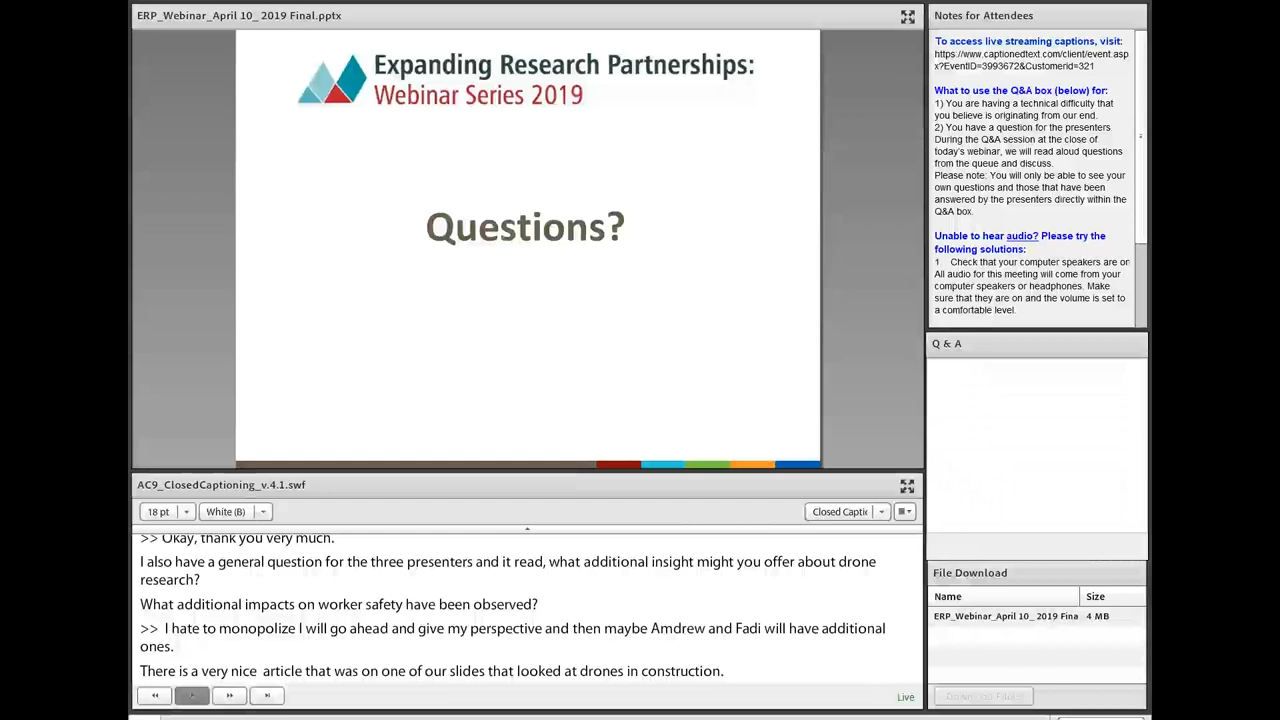 ERP_Webinar_April 10_ 2019 Final.pptx
Expanding Research Partnerships:
Webinar Series 2019
Questions?
Notes for Attendees
To access live streaming captions, visit:
https://www.captionedtext.com/client/event.asp
x?EventID=3993672&Customerid=321
What to use the Q&A box (below) for:
1) You are having a technical difficulty that
you believe is originating from our end.
2) You have a question for the presenters
During the Q&A session at the close of
today's webinar, we will read aloud questions
from the queue and discuss.
Please note: You will only be able to see your
own questions and those that have been
answered by the presenters directly within the
Q&A box.
Unable to hear audio? Please try the
following solutions:
1 Check that your computer speakers are on
All audio for this meeting will come from your
computer speakers or headphones. Make
sure that they are on and the volume is set to
a comfortable level.
Q & A
File Download
Name Size
ERP_Webinar_April 10_ 2019 Fina 4 MB
Download File(s)
AC9_ClosedCaptioning_v.4.1.swf
18 pt White (B) Closed Captic
>> Okay, thank you very much.
I also have a general question for the three presenters and it read, what additional insight might you offer about drone
research?
What additional impacts on worker safety have been observed?
>> I hate to monopolize I will go ahead and give my perspective and then maybe Amdrew and Fadi will have additional
ones.
There is a very nice article that was on one of our slides that looked at drones in construction.
Live